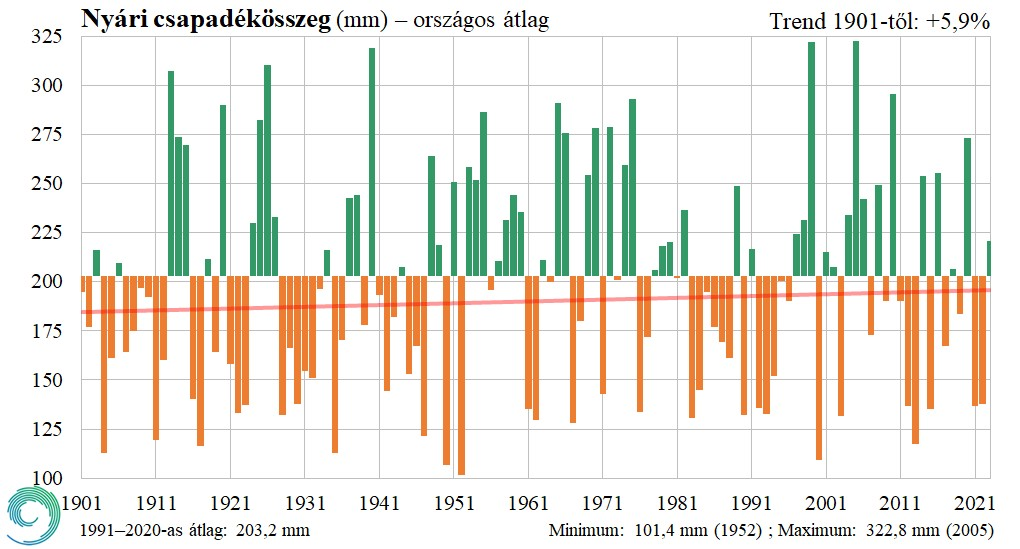 Nyári csapadékösszeg (mm) – országos átlag
Trend 1901-től: +5,9%
325
300
275
250
225
200
175
150
125
100
1901 1911 1921 1931 1941 1951 1961 1971 1981 1991 2001 2011 2021
1991–2020-as átlag: 203,2 mm
Minimum: 101,4 mm (1952) ; Maximum: 322,8 mm (2005)